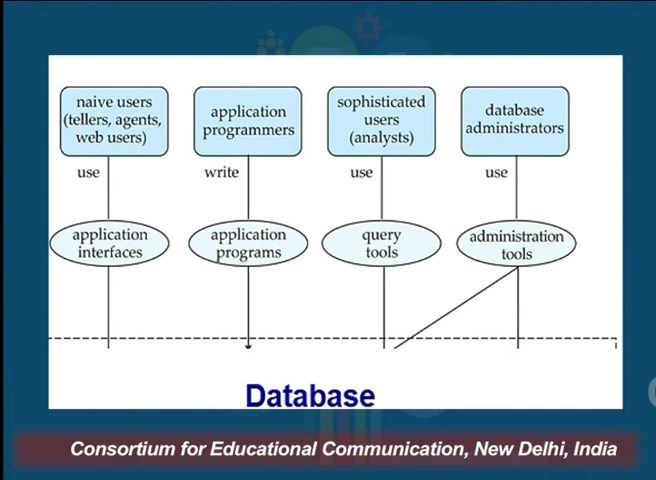 naive users
(tellers, agents,
web users)
application
programmers
sophisticated
users
(analysts)
database
administrators
use
write
use
use
application
interfaces
application
programs
query
tools
administration
tools
Database
Consortium for Educational Communication, New Delhi, India